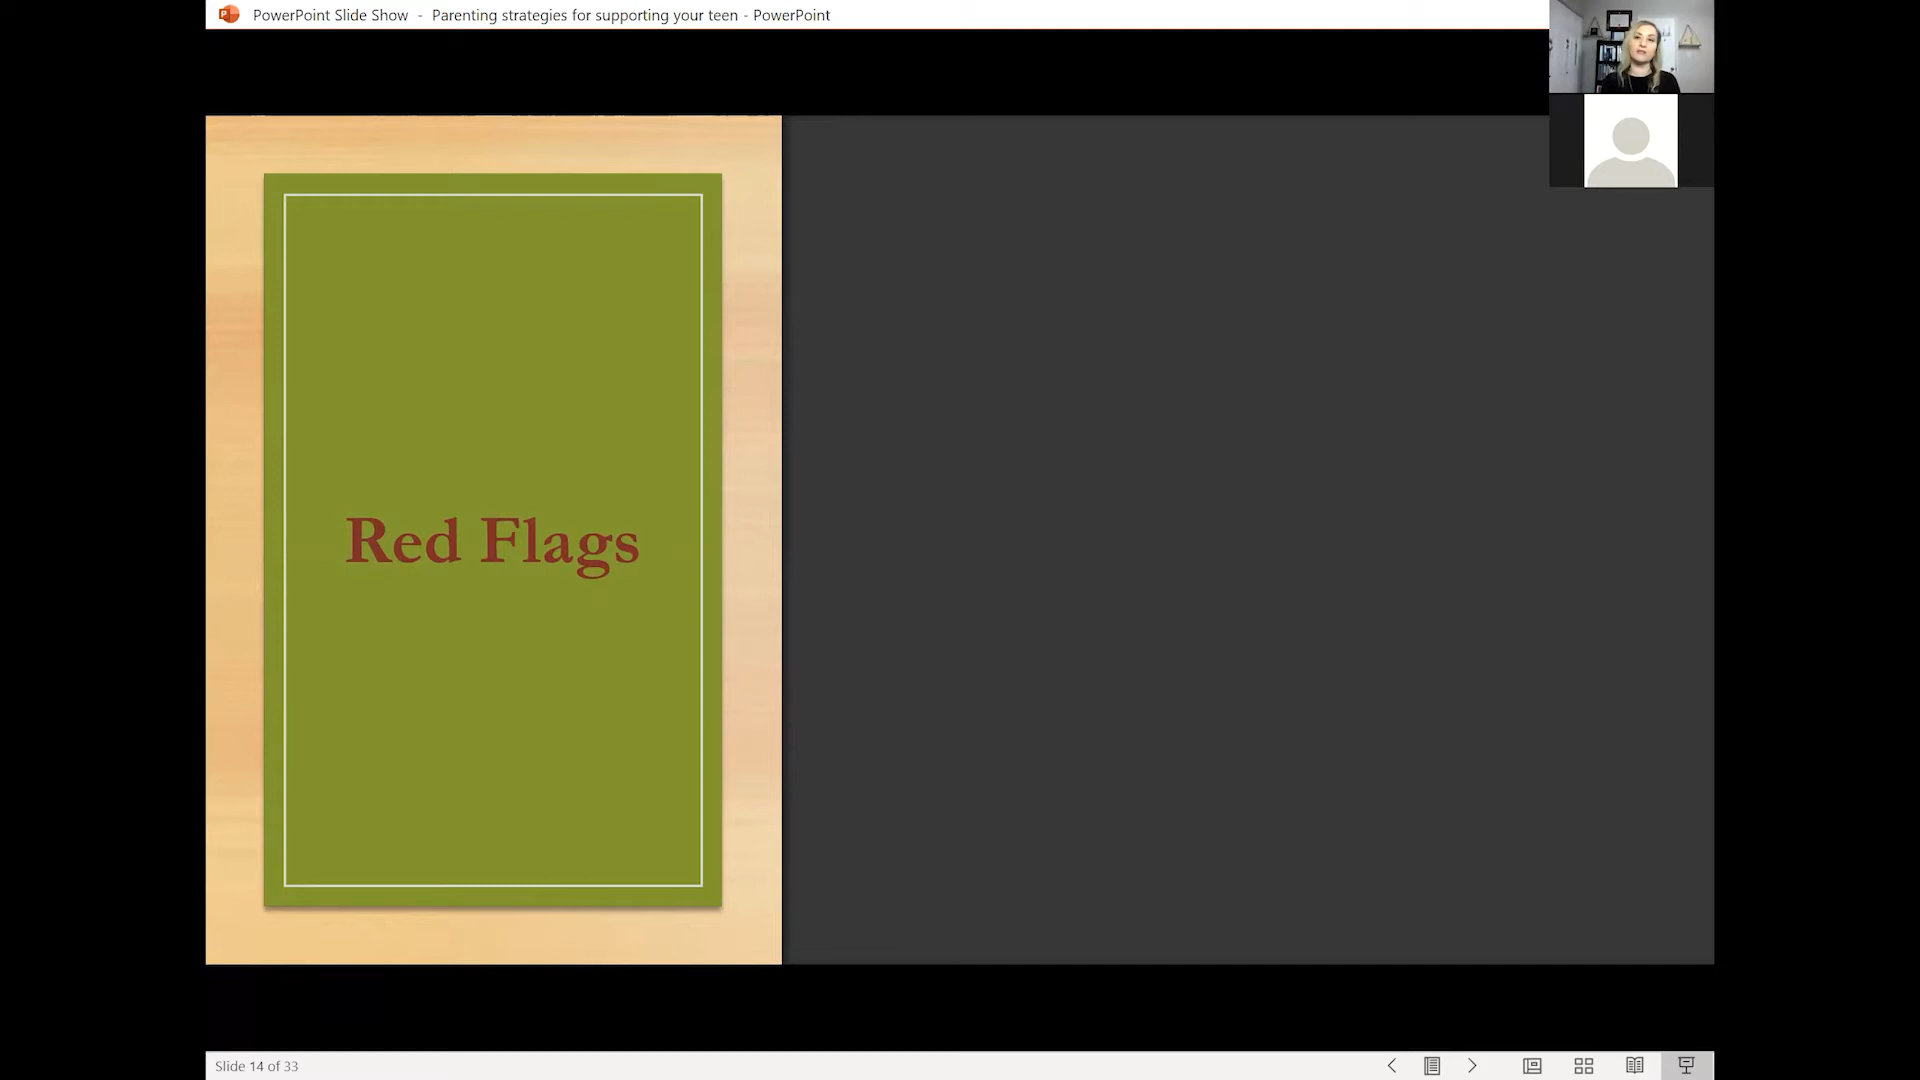 PowerPoint Slide Show - Parenting strategies for supporting your teen - PowerPoint
Red Flags
Slide 14 of 33